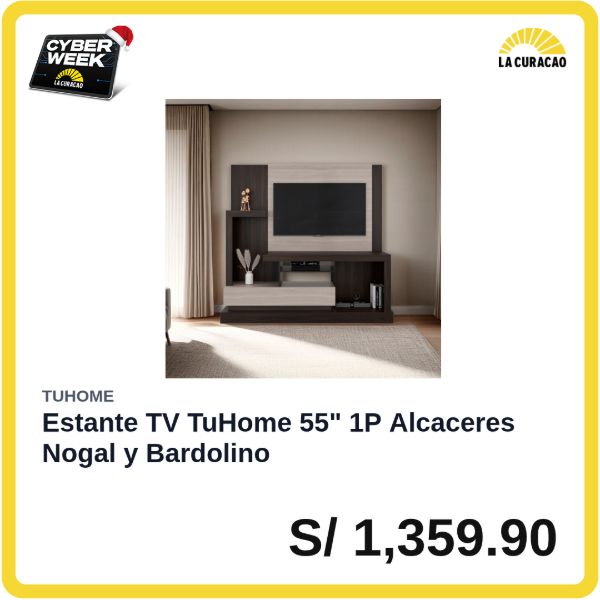 CYBER
WEEK
LA CURACAO
LA CURACAO
TUHOME
Estante TV TuHome 55" 1P Alcaceres
Nogal y Bardolino
S/ 1,359.90